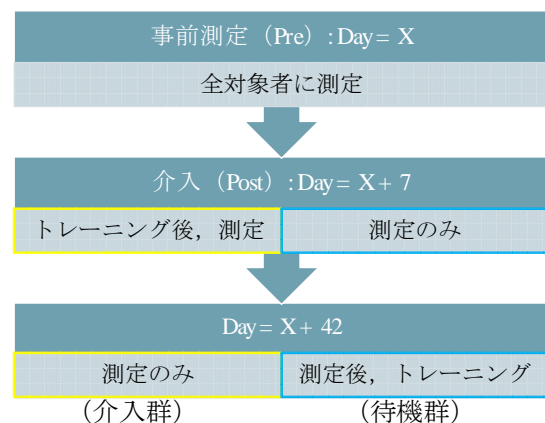 事前測定（Pre）:Day= X
全対象者に測定
介入（Post）:Day= X+ 7
トレーニング後，測定　測定のみ
Day= X+ 42
測定のみ　測定後，トレーニング
（介入群）　（待機群）